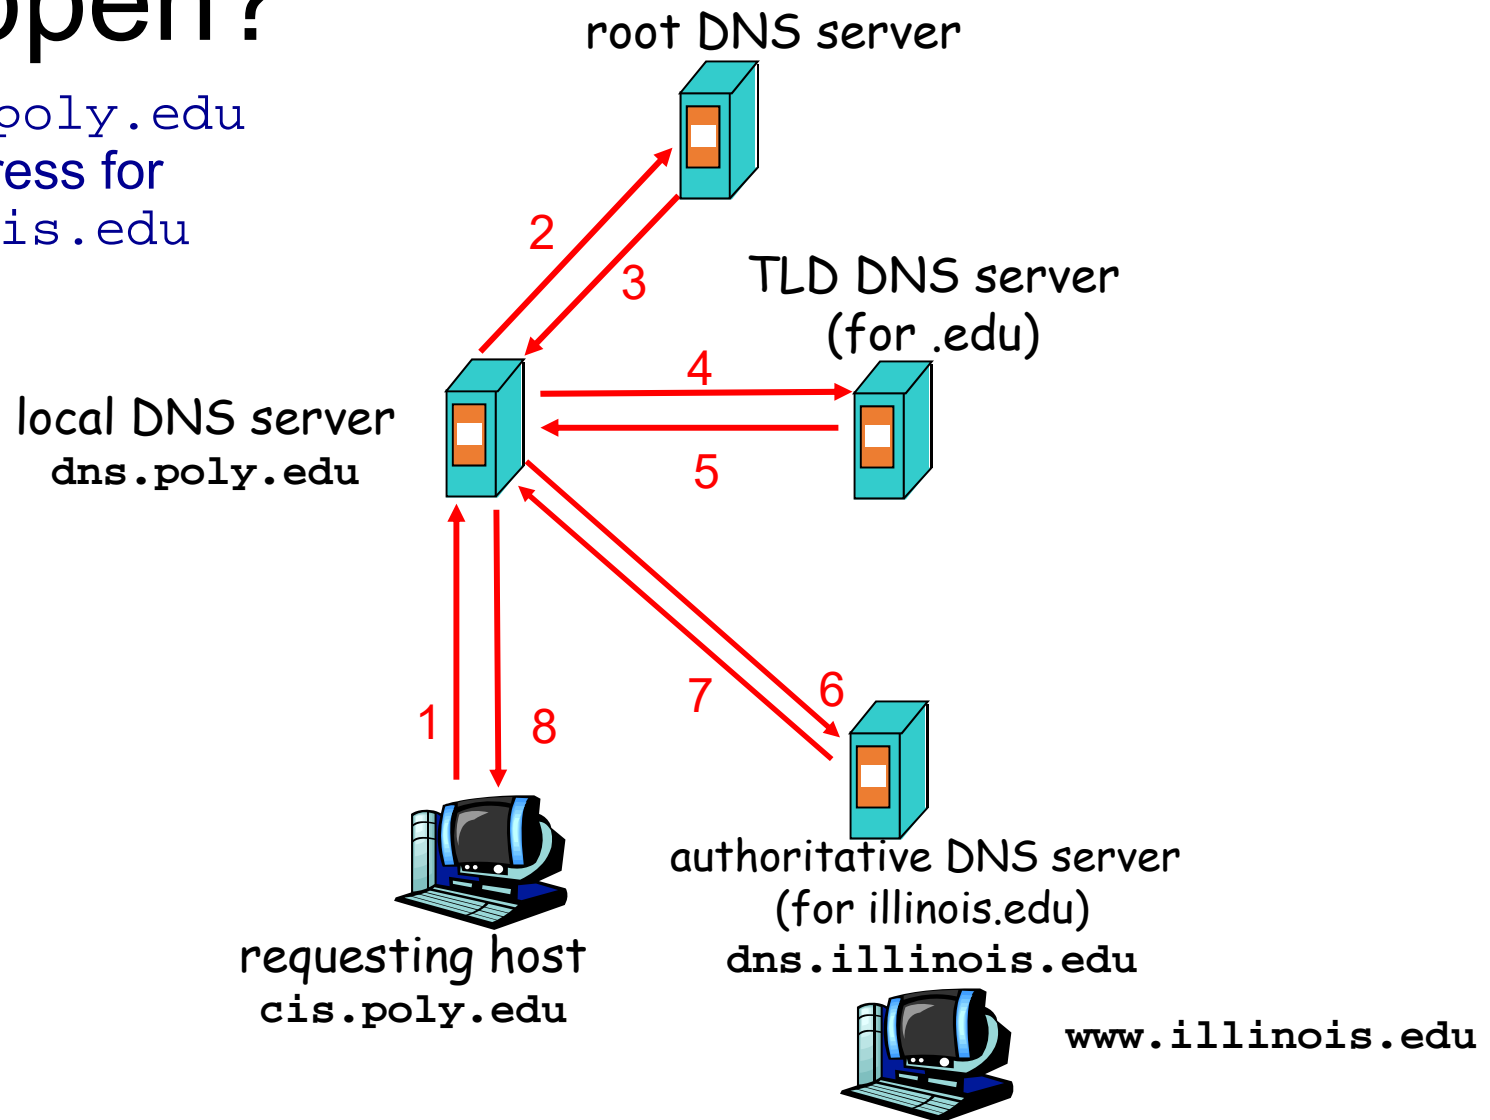 root DNS server
poly.edu
for
is.edu
2
3
TLD DNS server
(for .edu)
4
local DNS server
dns.poly.edu
5
7
6
1
8
authoritative DNS server
(for illinois.edu)
dns.illinois.edu
requesting host
cis.poly.edu
www.illinois.edu